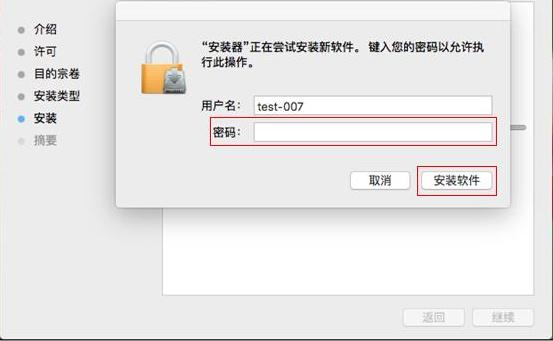 介绍
许可
目的宗卷
安装类型
安装
摘要
“安装器”正在尝试安装新软件。 键入您的密码以允许执
行此操作。
用户名： test-007
密码：
取消 安装软件
返回 继续